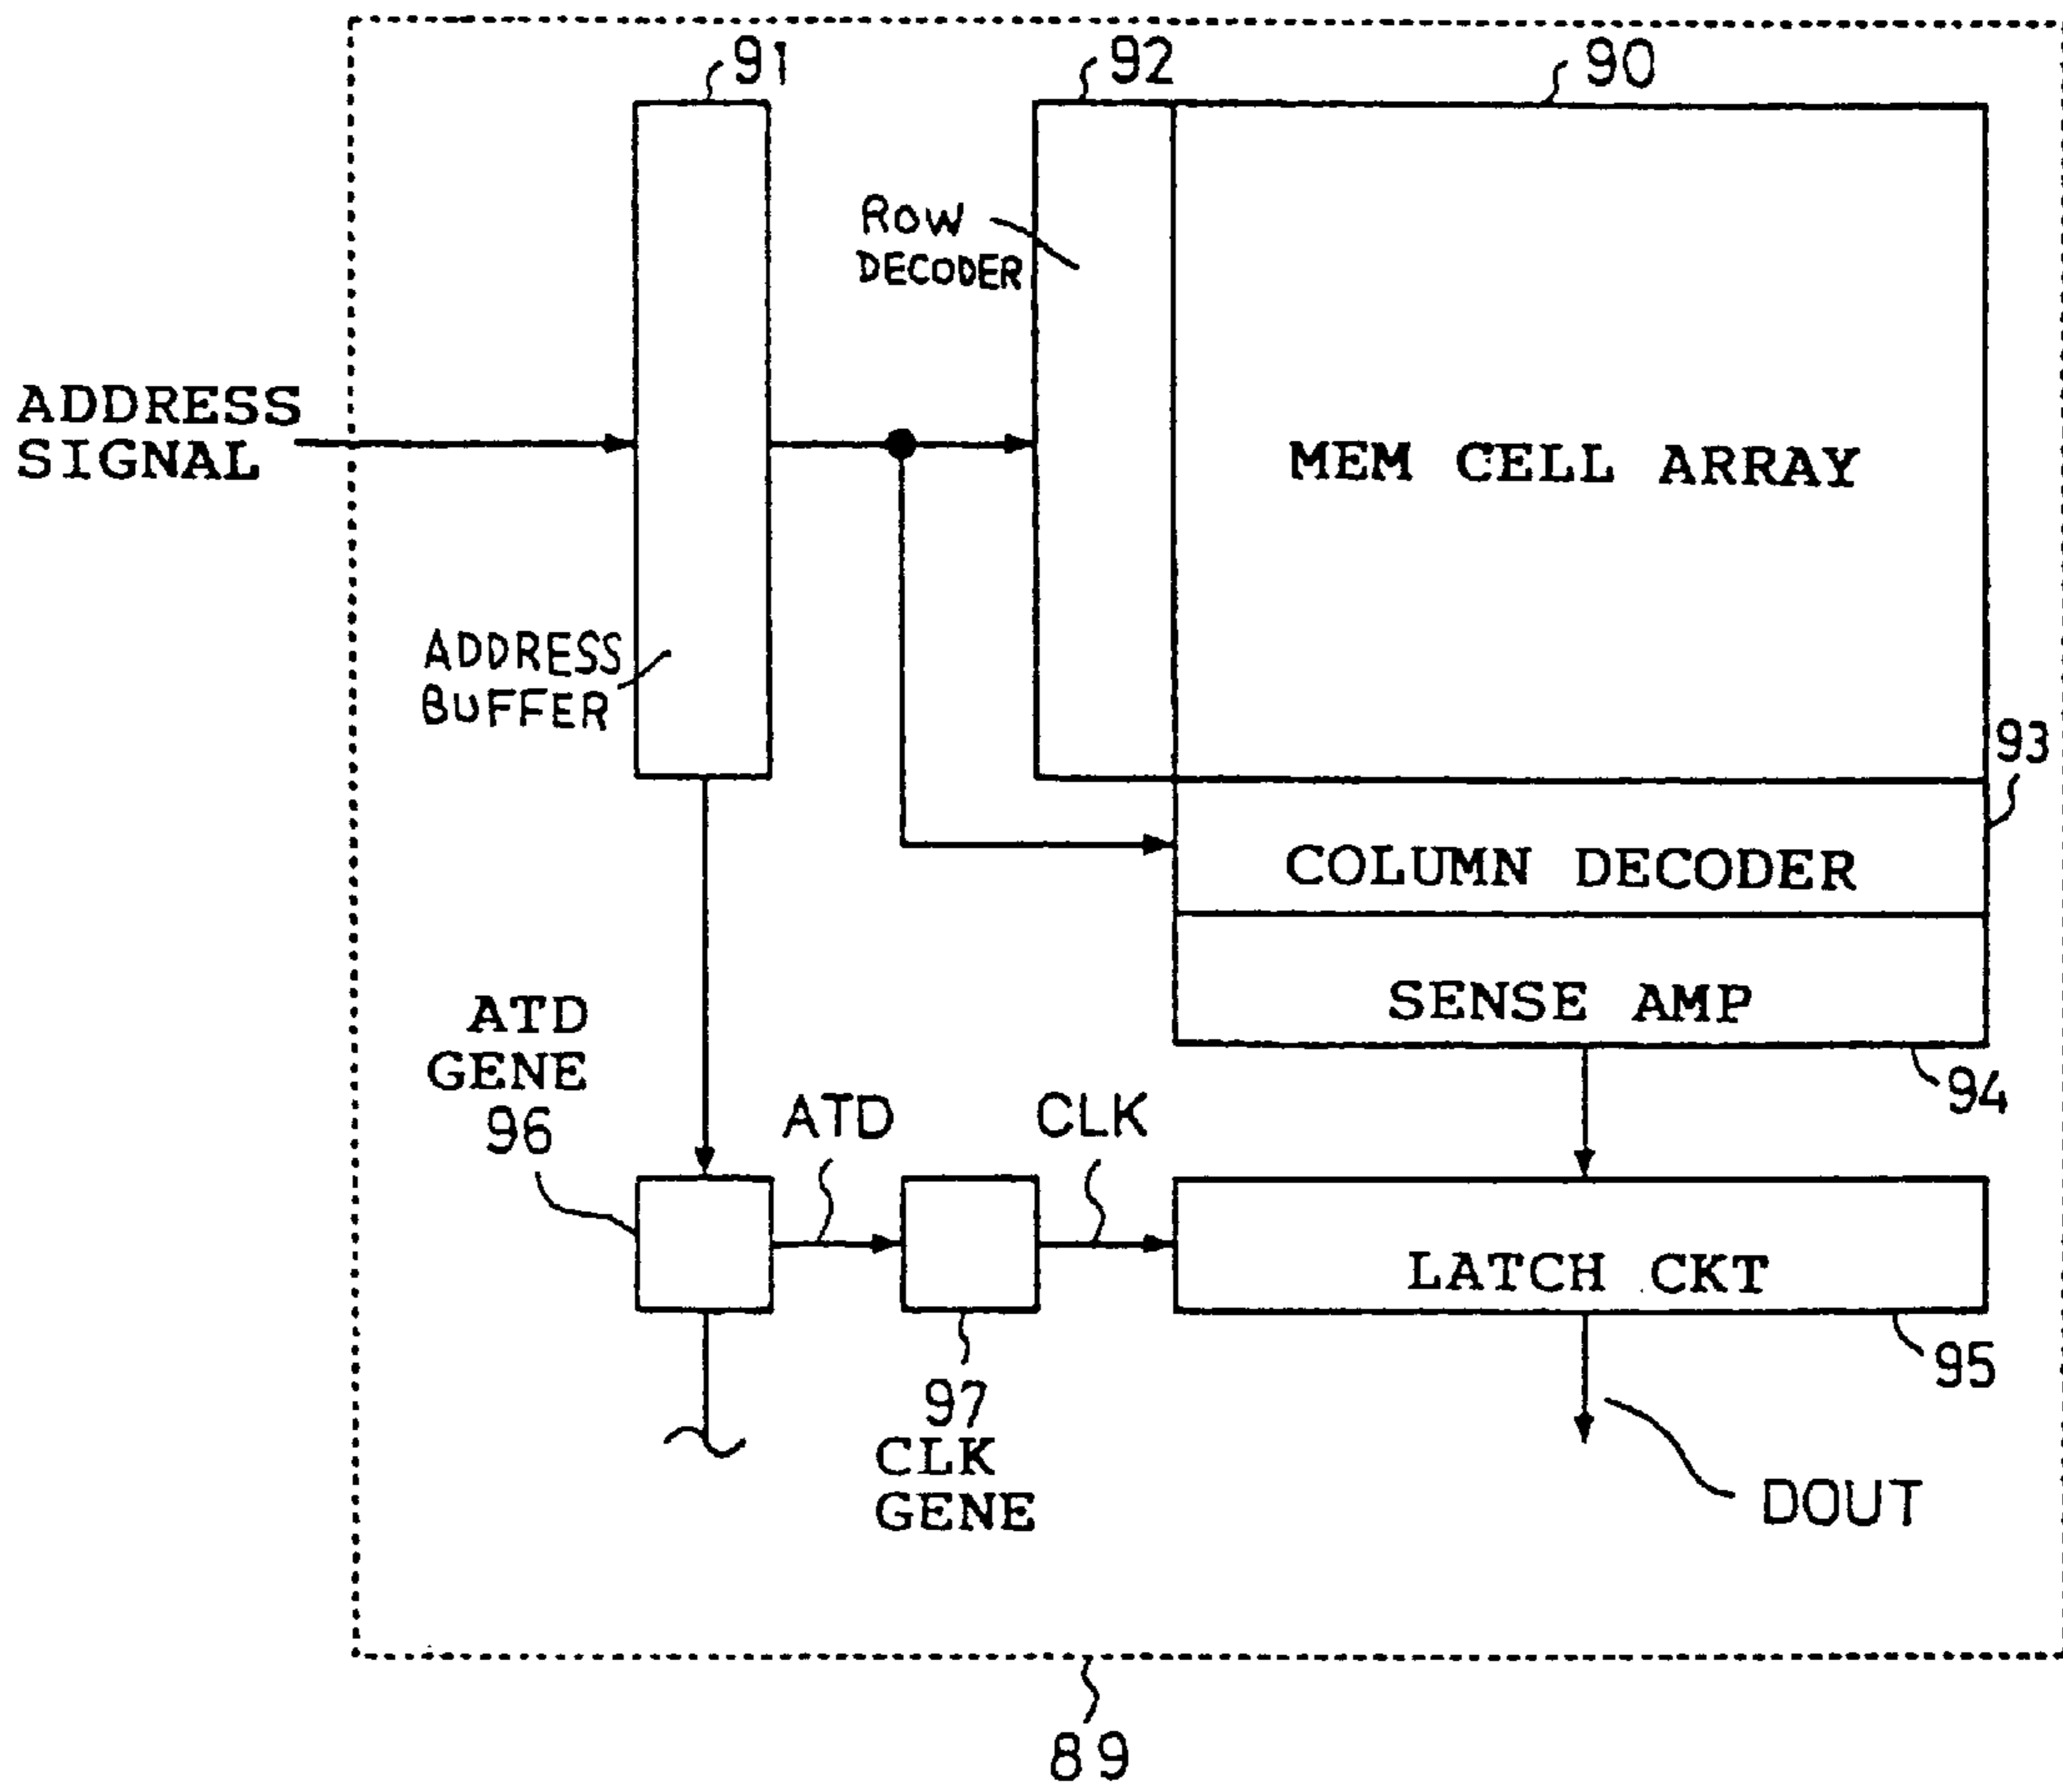 91
92
90
ROW
DECODER
ADDRESS
SIGNAL
MEM CELL ARRAY
ADDRESS
BUFFER
93
COLUMN DECODER
SENSE AMP
94
ATD
GENE
96
ATD
CLK
LATCH CKT
95
97
CLK
GENE
DOUT
89